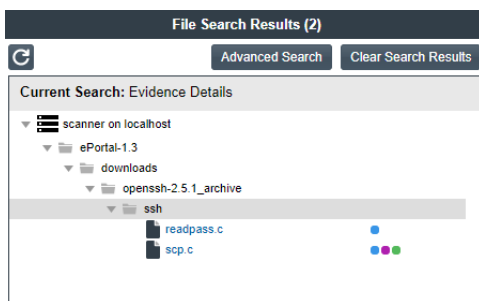 File Search Results (2)
Advanced Search
Clear Search Results
Current Search: Evidence Details
scanner on localhost
ePortal-1.3
downloads
openssh-2.5.1_archive
ssh
readpass.c
scp.c